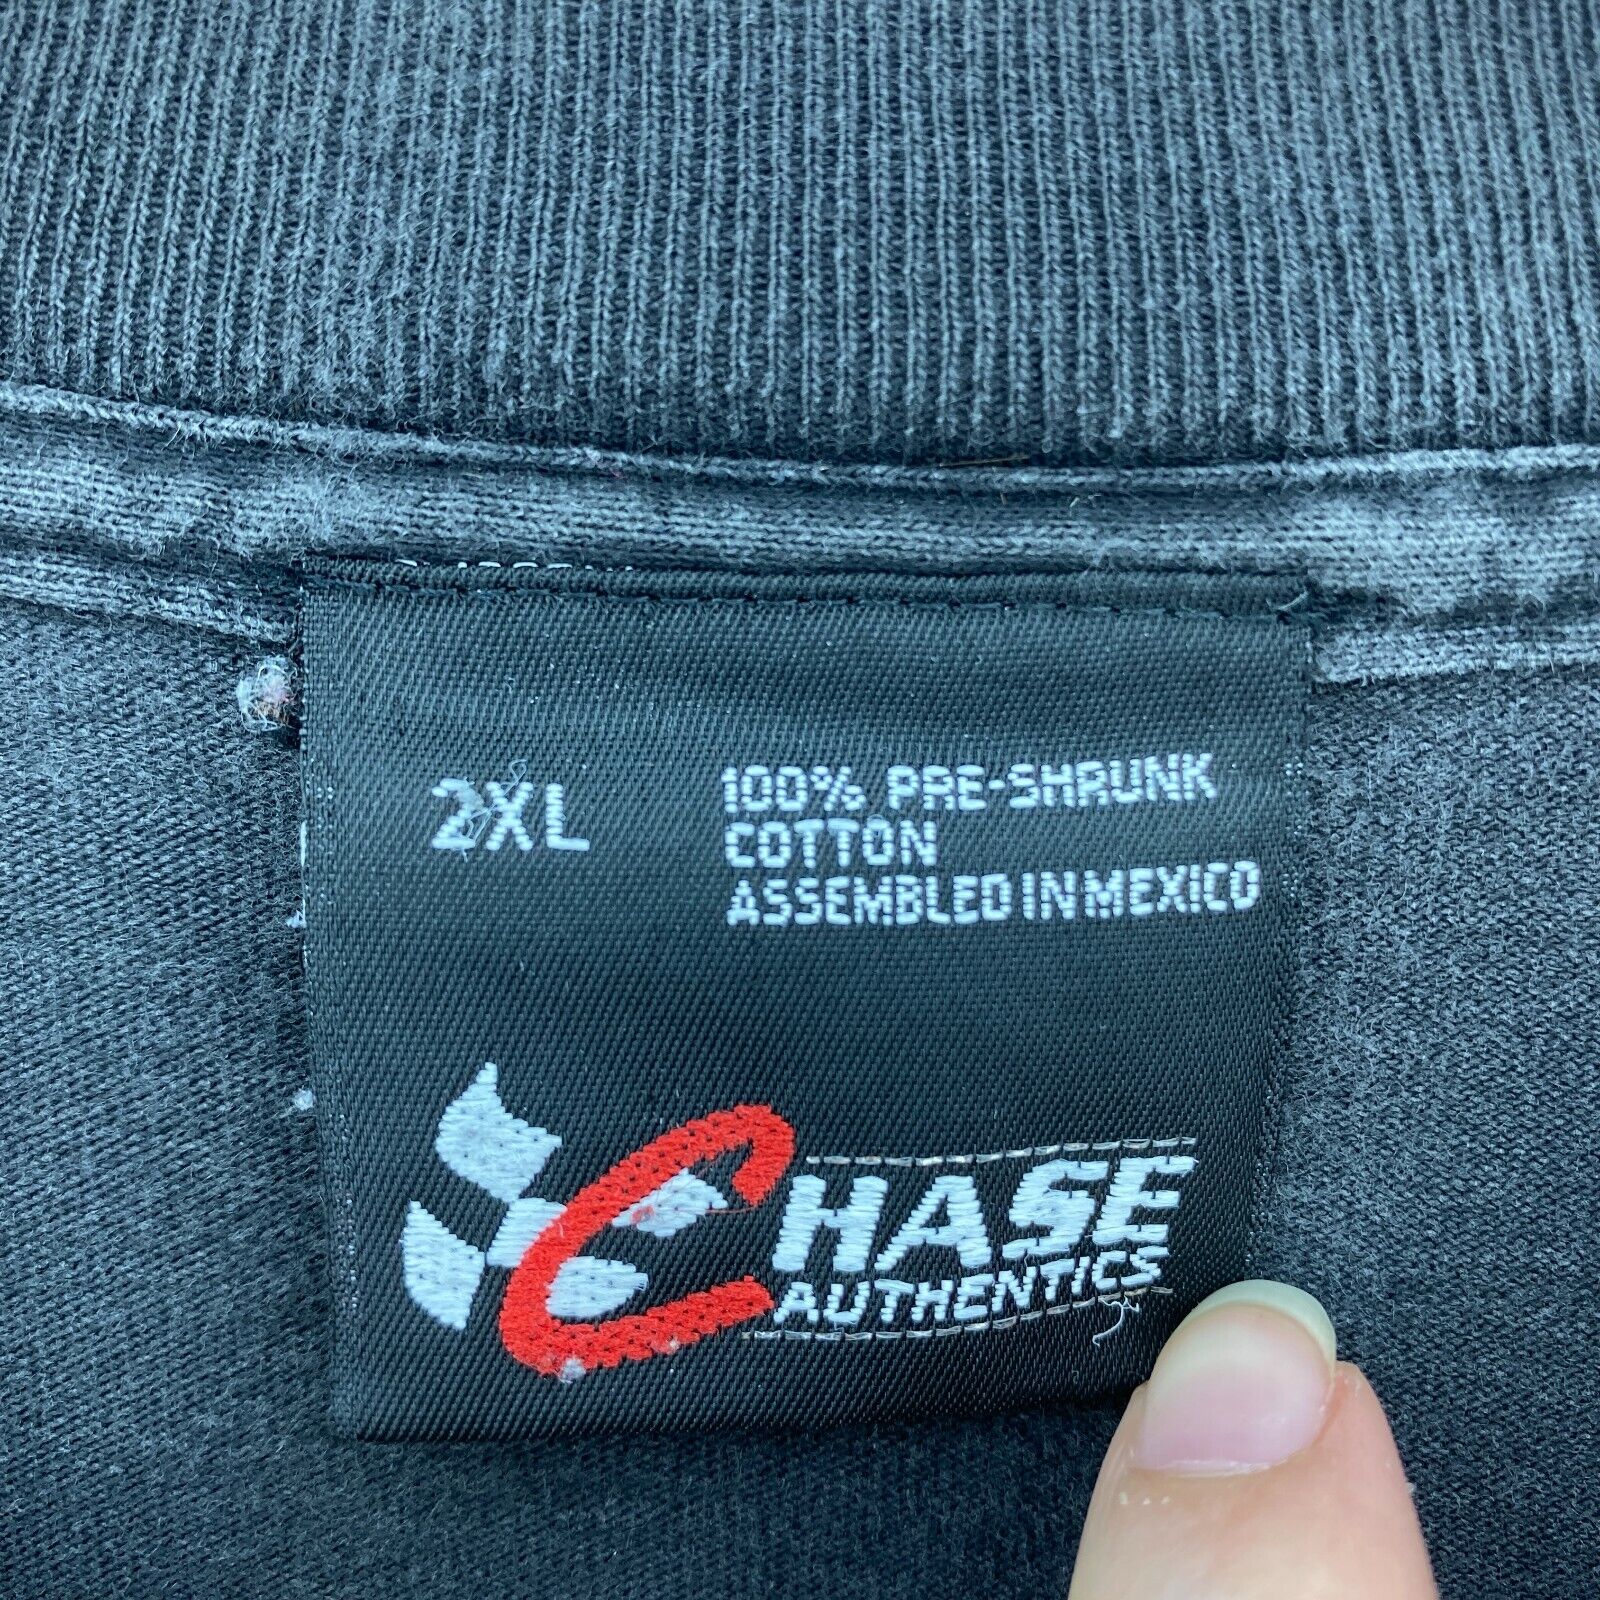 2XL
100% PRE-SHRUNK
COTTON
ASSEMBLED IN MEXICO
CHASE
AUTHENTICS